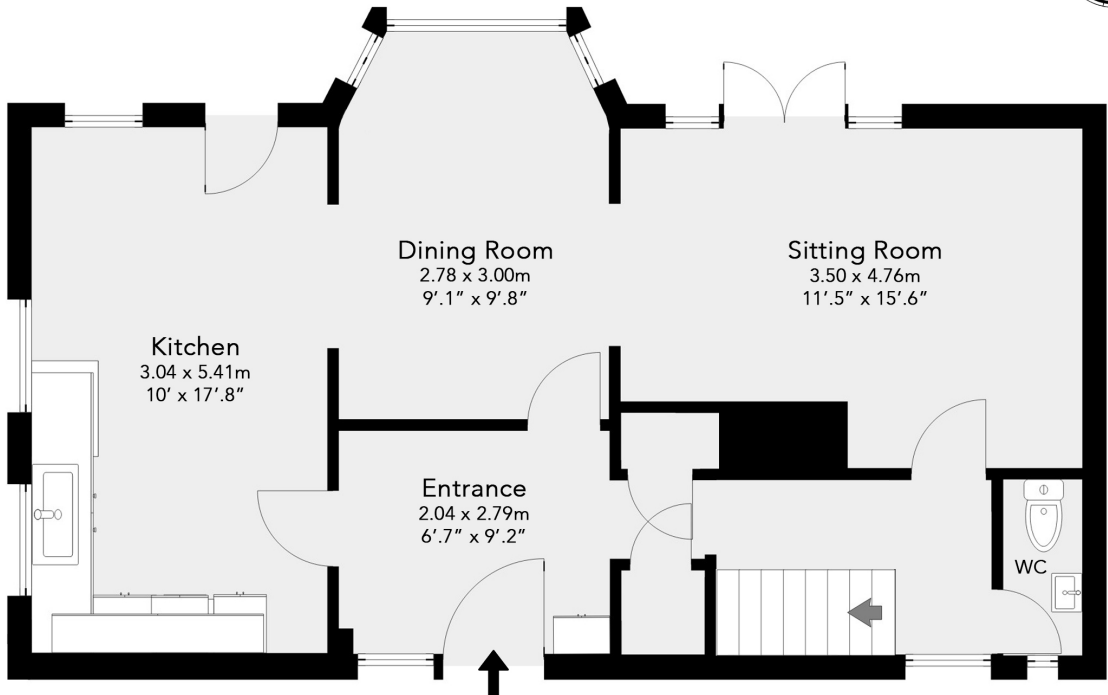 Dining Room
2.78 x 3.00m
9’.1” x 9’.8”
Sitting Room
3.50 x 4.76m
11’.5” x 15’.6”
Kitchen
3.04 x 5.41m
10’ x 17’.8”
Entrance
2.04 x 2.79m
6’.7” x 9’.2”
WC